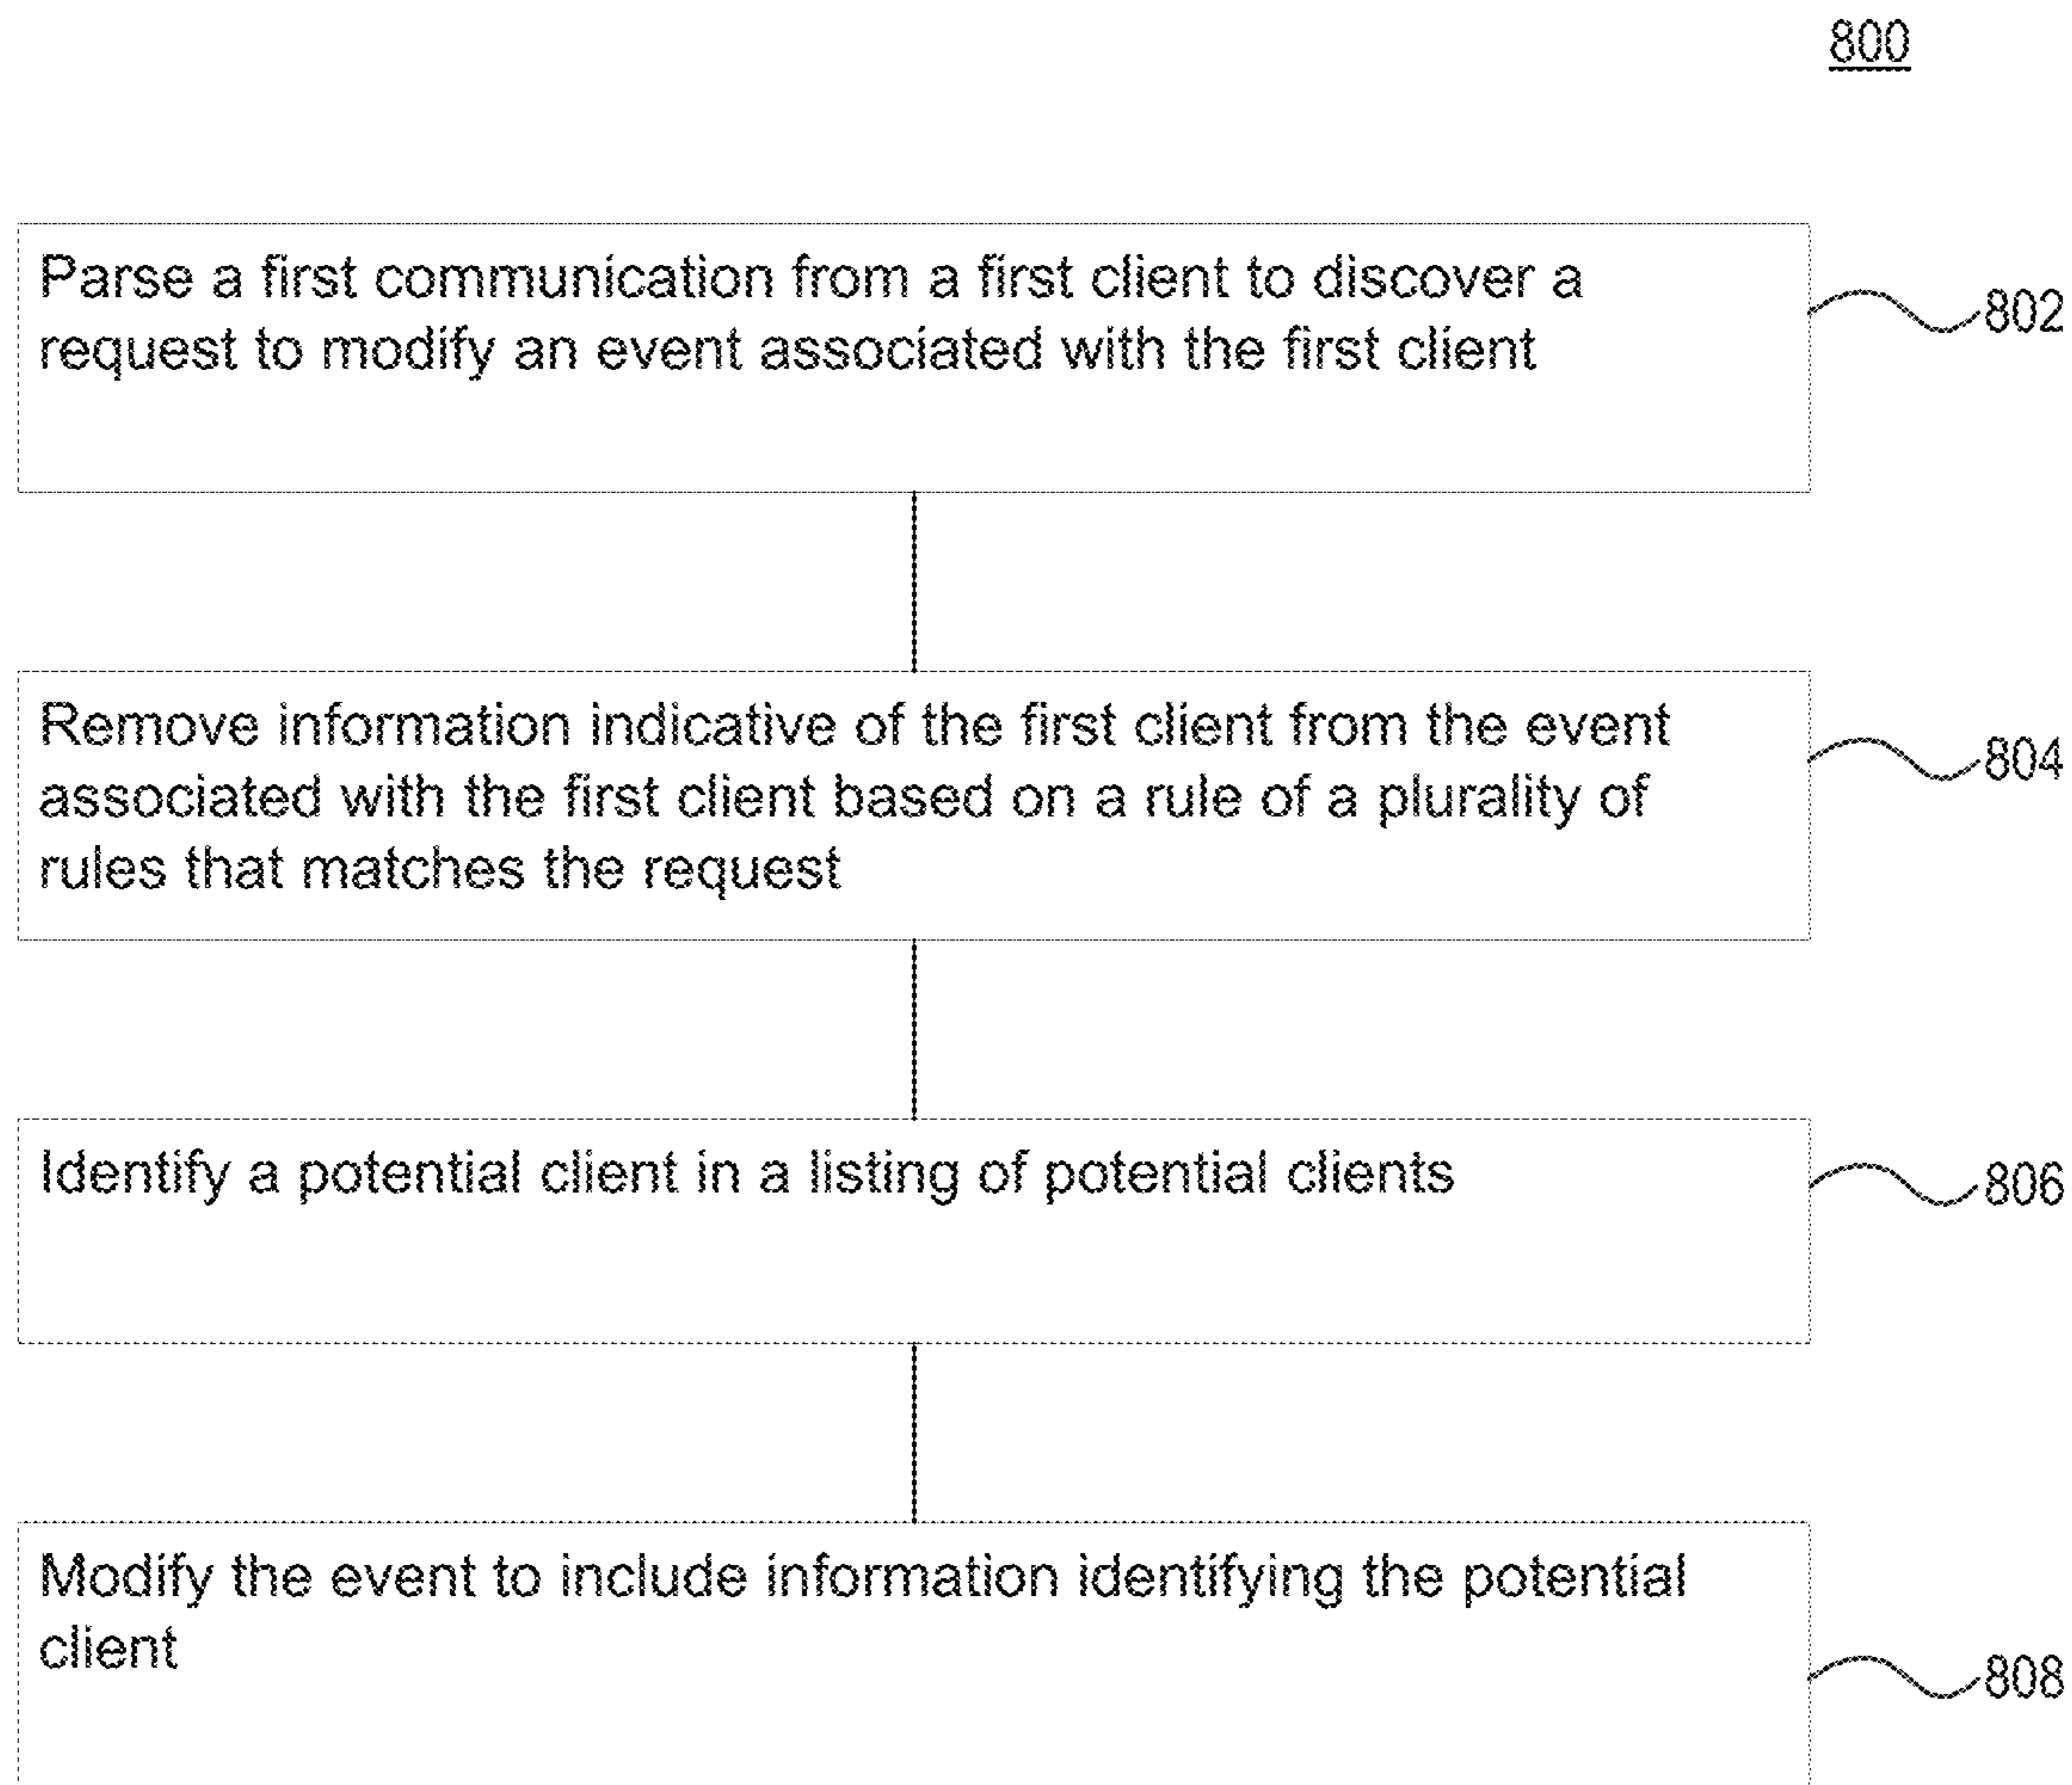 800
Parse a first communication from a first client to discover a
request to modify an event associated with the first client
802
Remove information indicative of the first client from the event
associated with the first client based on a rule of a plurality of
rules that matches the request
804
Identify a potential client in a listing of potential clients
806
Modify the event to include information identifying the potential
client
808